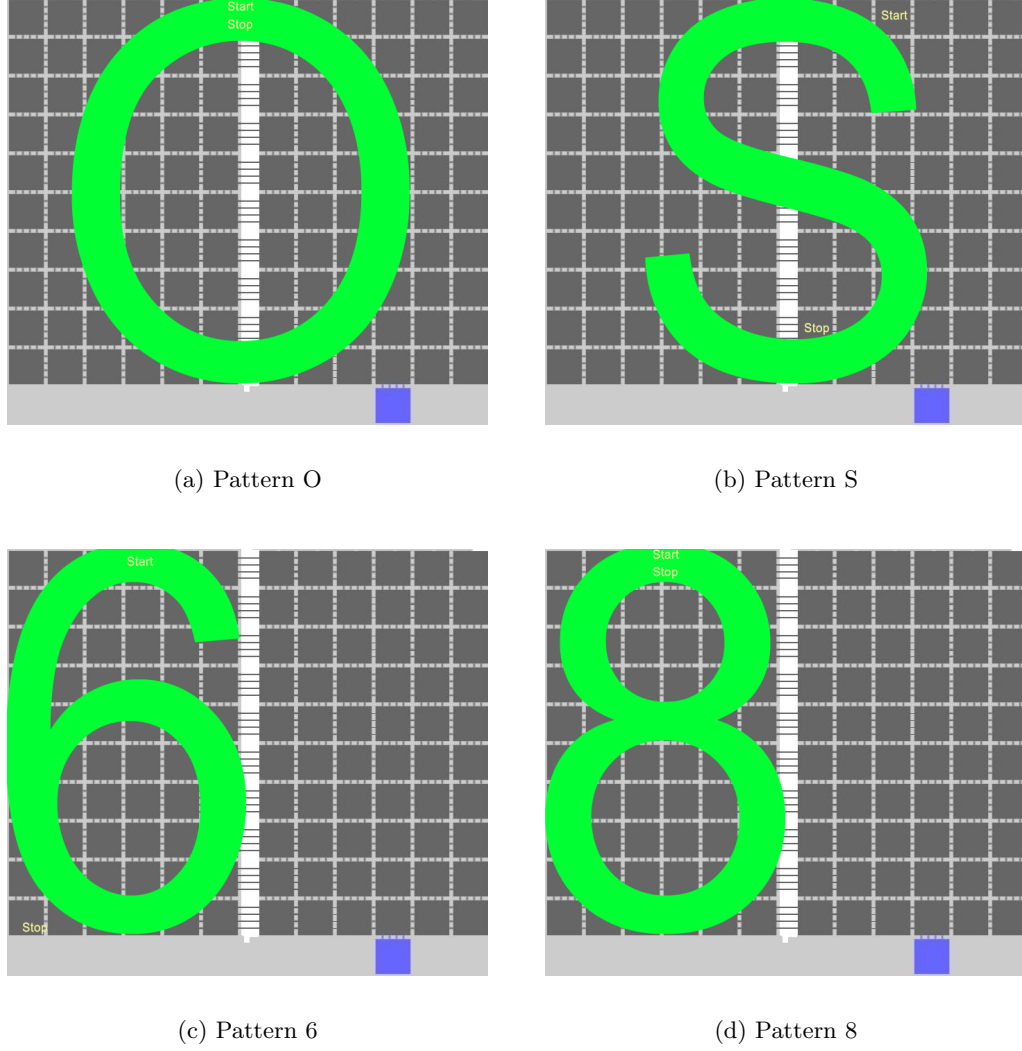 Start
Stop
Start
Stop
(a) Pattern O
(b) Pattern S
Start
Stop
Start
Stop
(c) Pattern 6
(d) Pattern 8